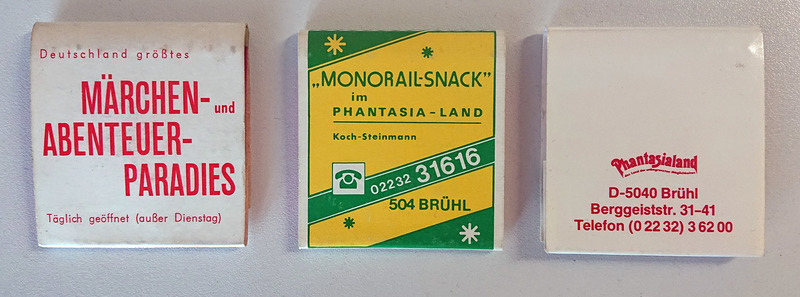 Deutschland größtes
MÄRCHEN- und
ABENTEUER-
PARADIES
Täglich geöffnet (außer Dienstag)
„MONORAIL-SNACK"
im
PHANTASIA-LAND
Koch-Steinmann
02232 31616
504 BRÜHL
Phantasialand
D-5040 Brühl
Berggeiststr. 31-41
Telefon (0 22 32) 3 62 00